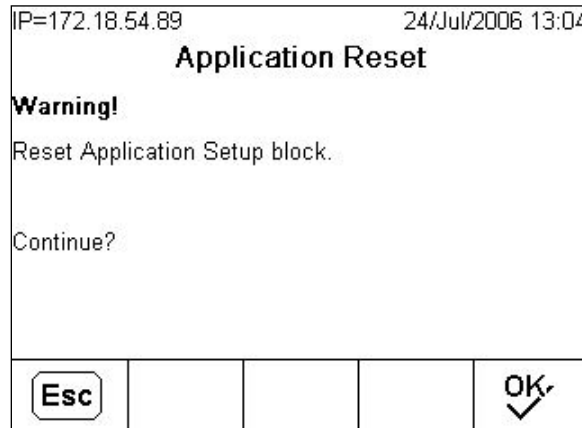 IP=172.18.54.89 24/Jul/2006 13:04
Application Reset
Warning!
Reset Application Setup block.
Continue?
Esc OK